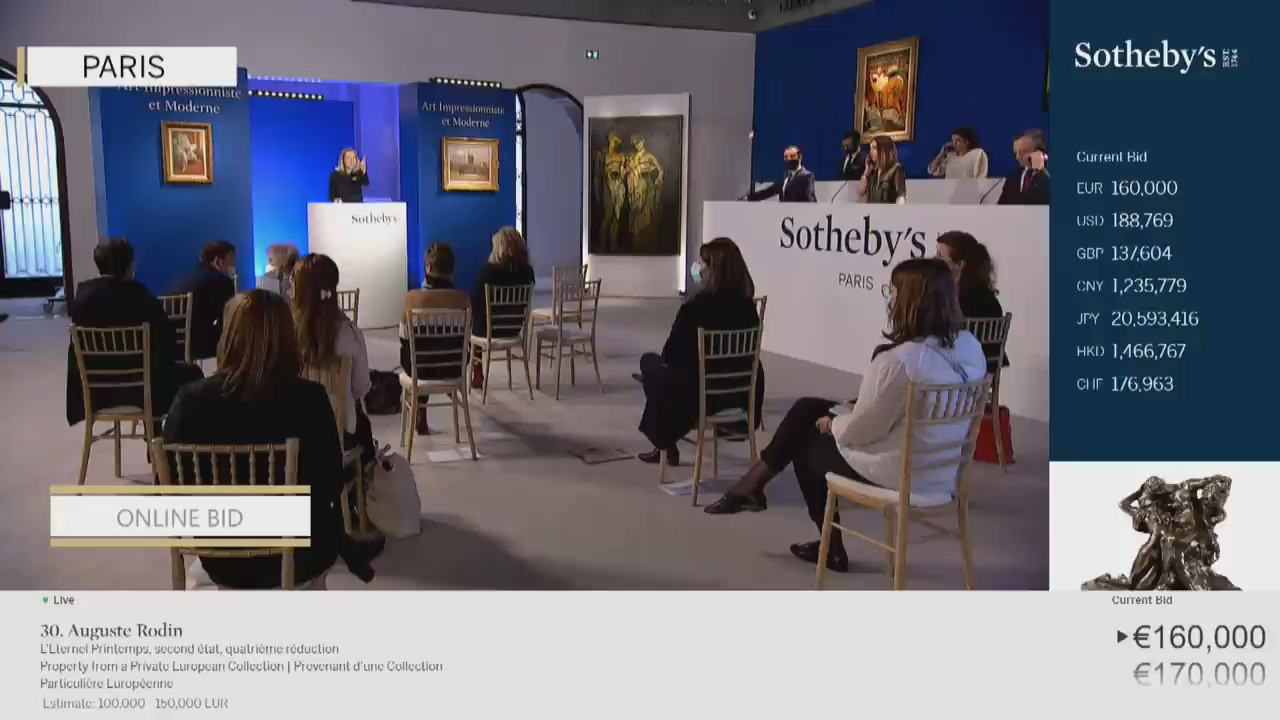 PARIS
Art Impressionniste
et Moderne
Art Impressionniste
et Moderne
Sotheby's
Sotheby's
PARIS
ONLINE BID
Sotheby's EST. 1744
Current Bid
EUR 160,000
USD 188,769
GBP 137,604
CNY 1,235,779
JPY 20,593,416
HKD 1,466,767
CHF 176,963
Live
30. Auguste Rodin
L'Eternel Printemps, second état, quatrième réduction
Property from a Private European Collection | Provenant d'une Collection
Particulière Européenne
Estimate: 100,000 150,000 EUR
Current Bid
€160,000
€170,000